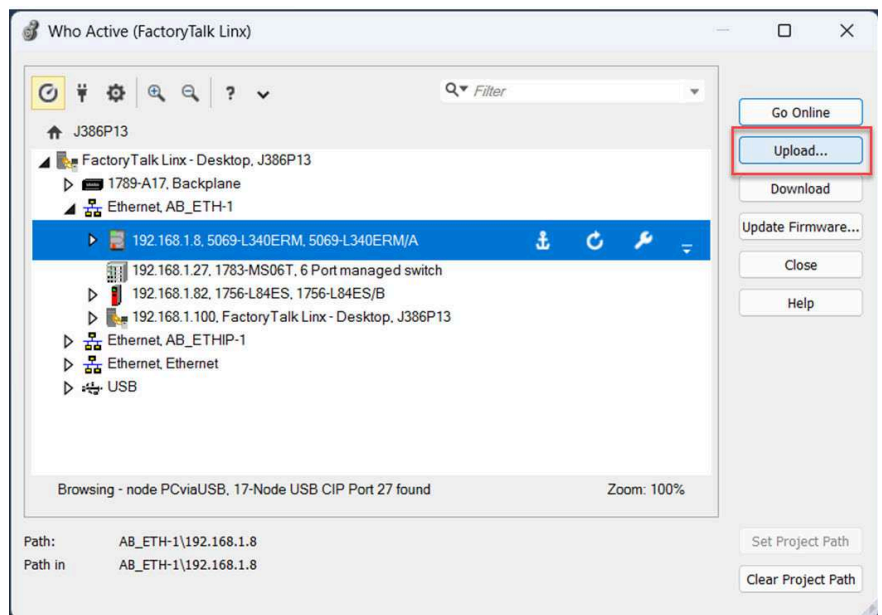 Who Active (FactoryTalk Linx)
Filter
J386P13
FactoryTalk Linx - Desktop, J386P13
1789-A17, Backplane
Ethernet, AB_ETH-1
192.168.1.8, 5069-L340ERM, 5069-L340ERM/A
192.168.1.27, 1783-MS06T, 6 Port managed switch
192.168.1.82, 1756-L84ES, 1756-L84ES/B
192.168.1.100, FactoryTalk Linx - Desktop, J386P13
Ethernet, AB_ETHIP-1
Ethernet, Ethernet
USB
Browsing - node PCviaUSB, 17-Node USB CIP Port 27 found Zoom: 100%
Go Online
Upload...
Download
Update Firmware...
Close
Help
Path: AB_ETH-1\192.168.1.8
Path in AB_ETH-1\192.168.1.8
Set Project Path
Clear Project Path